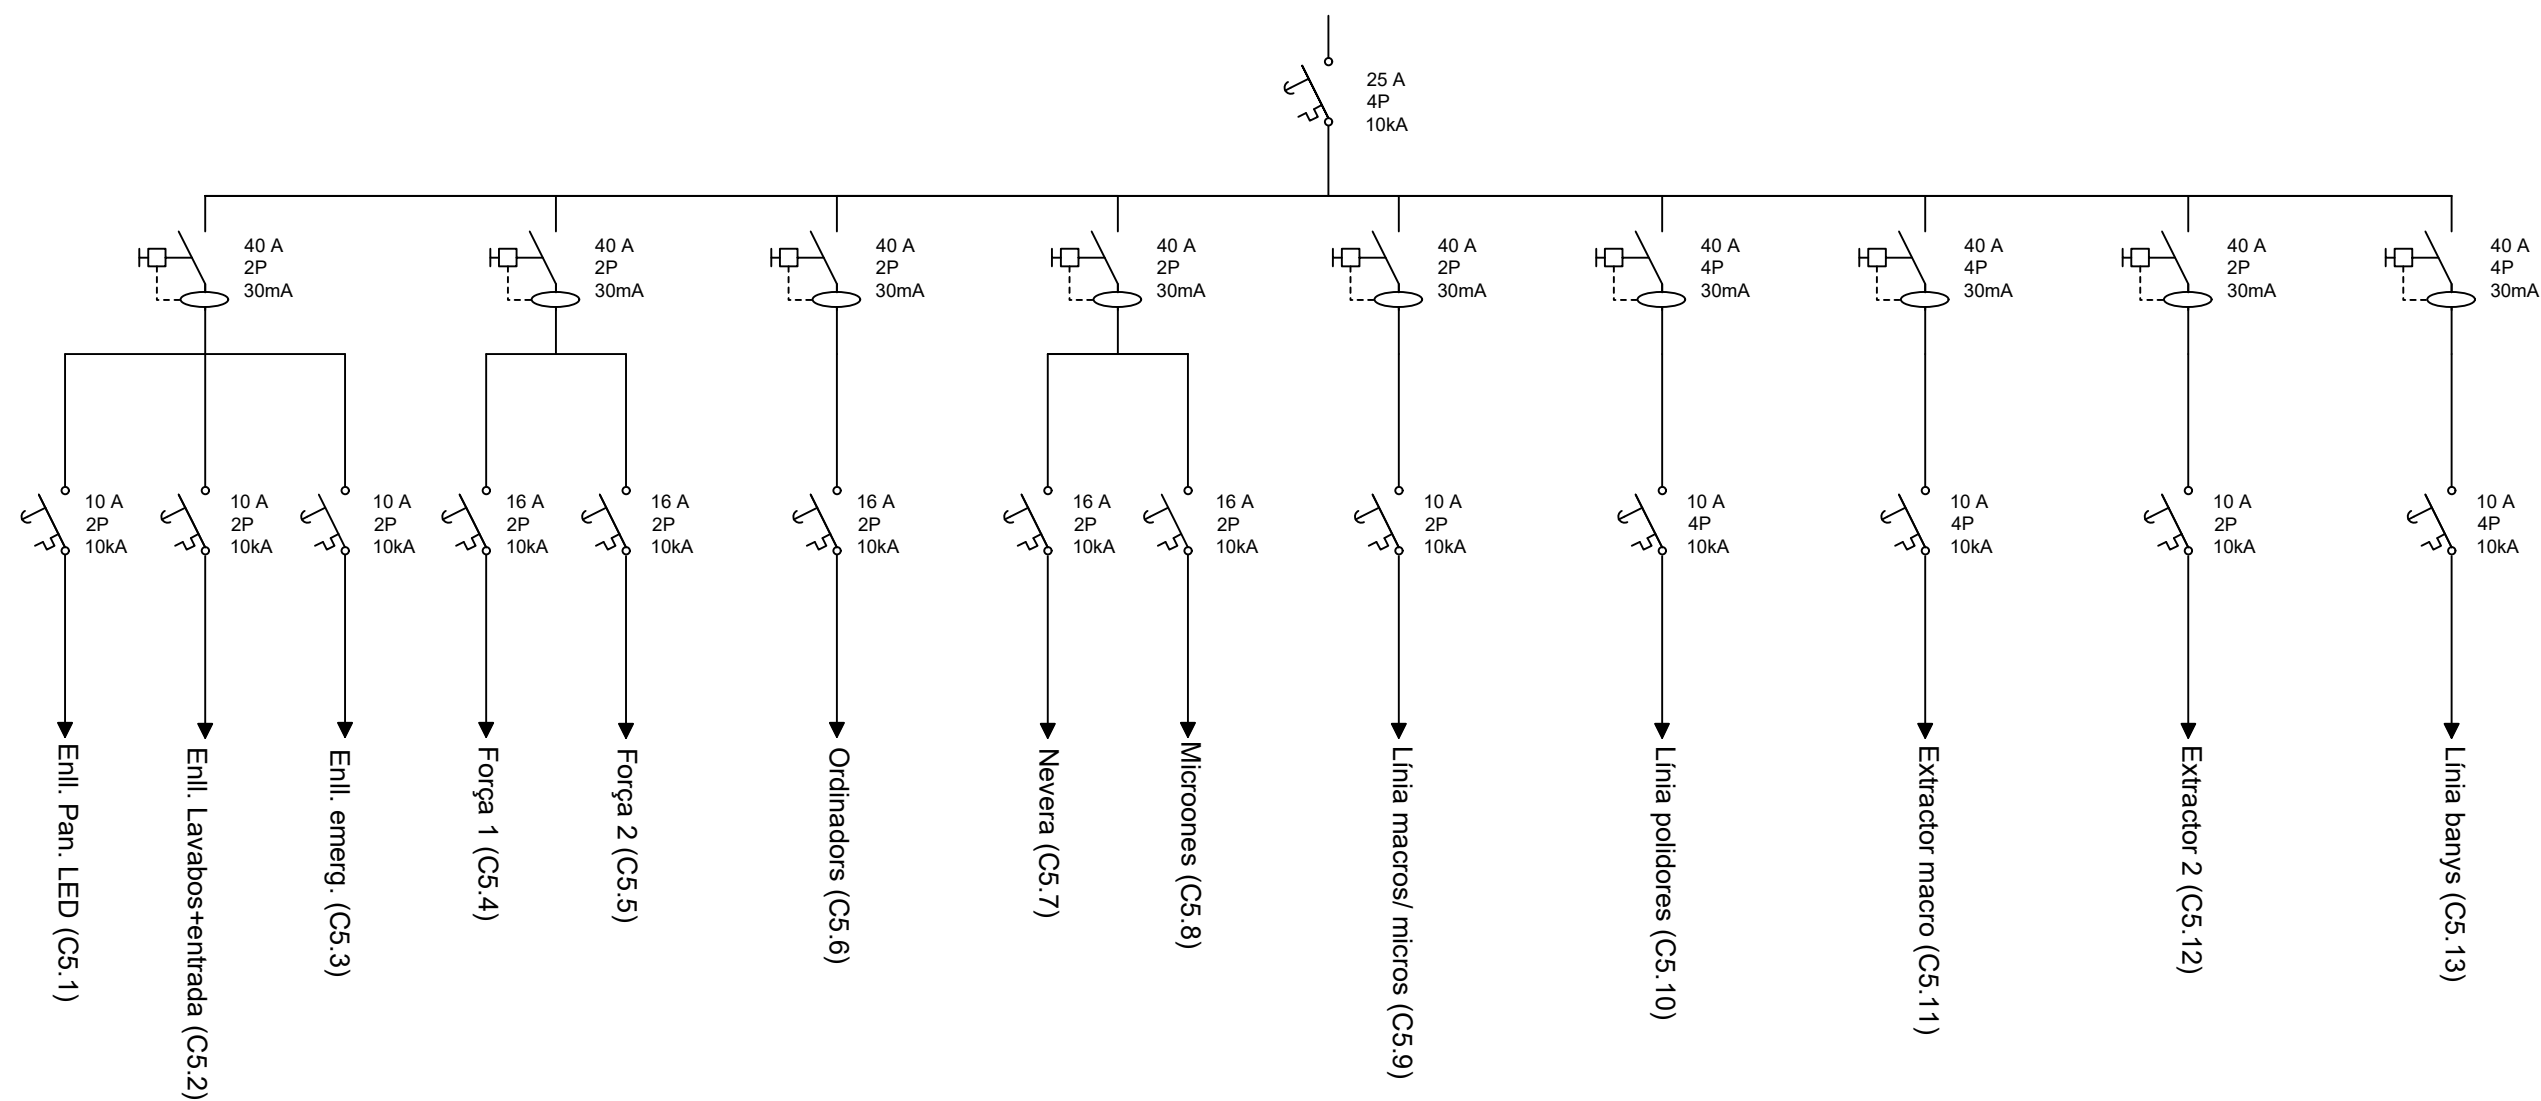 25 A
4P
10kA
40 A
2P
30mA
40 A
2P
30mA
40 A
2P
30mA
40 A
2P
30mA
40 A
2P
30mA
40 A
4P
30mA
40 A
4P
30mA
40 A
2P
30mA
40 A
4P
30mA
10 A
2P
10kA
10 A
2P
10kA
10 A
2P
10kA
16 A
2P
10kA
16 A
2P
10kA
16 A
2P
10kA
16 A
2P
10kA
16 A
2P
10kA
10 A
2P
10kA
10 A
4P
10kA
10 A
4P
10kA
10 A
2P
10kA
10 A
4P
10kA
Enll. Pan. LED (C5.1)
Enll. Lavabos+entrada (C5.2)
Enll. emerg. (C5.3)
Força 1 (C5.4)
Força 2 (C5.5)
Ordinadors (C5.6)
Nevera (C5.7)
Microones (C5.8)
Línia macros/ micros (C5.9)
Línia polidores (C5.10)
Extractor macro (C5.11)
Extractor 2 (C5.12)
Línia banys (C5.13)